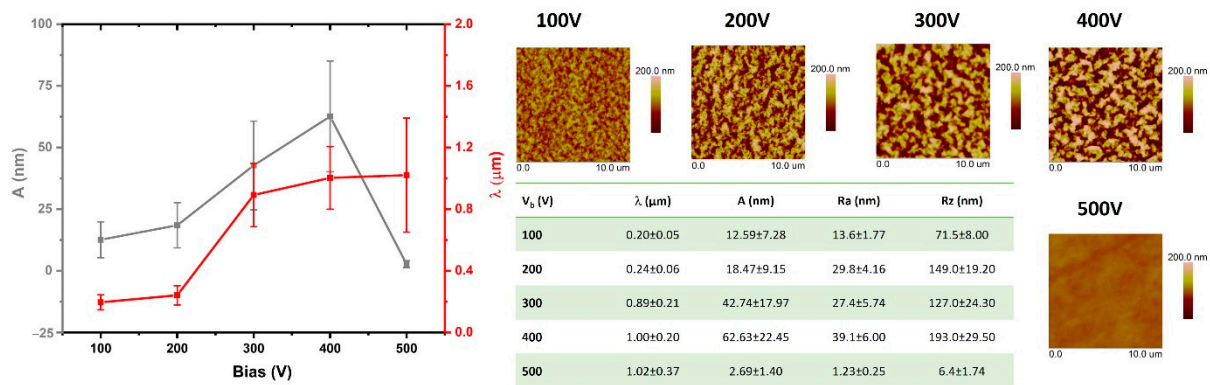 100
75
50
25
0
−25
A (nm)
2.0
1.6
1.2
0.8
0.4
0.0
λ (μm)
100 200 300 400 500
Bias (V)
100V 200V 300V 400V
200.0 nm 200.0 nm 200.0 nm 200.0 nm
0.0 10.0 um 0.0 10.0 um 0.0 10.0 um 0.0 10.0 um
V_b (V) λ (μm) A (nm) Ra (nm) Rz (nm)
100 0.20±0.05 12.59±7.28 13.6±1.77 71.5±8.00
200 0.24±0.06 18.47±9.15 29.8±4.16 149.0±19.20
300 0.89±0.21 42.74±17.97 27.4±5.74 127.0±24.30
400 1.00±0.20 62.63±22.45 39.1±6.00 193.0±29.50
500 1.02±0.37 2.69±1.40 1.23±0.25 6.4±1.74
500V
200.0 nm
0.0 10.0 um